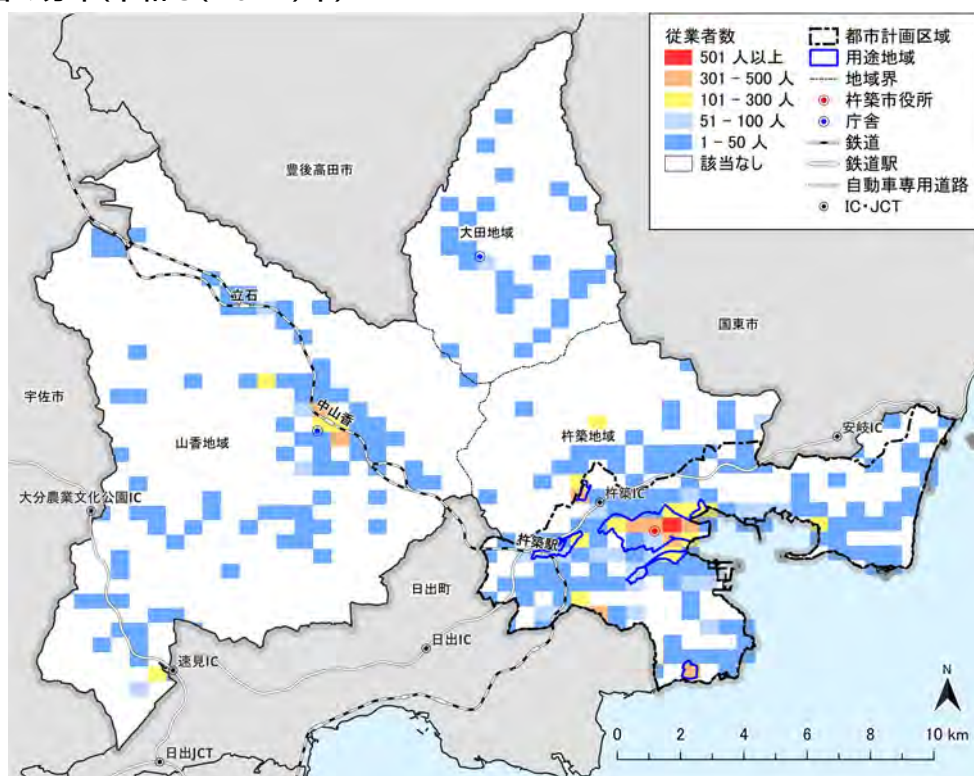 従業者数
501 人以上
301 - 500 人
101 - 300 人
51 - 100 人
1 - 50 人
該当なし
都市計画区域
用途地域
地域界
杵築市役所
庁舎
鉄道
鉄道駅
自動車専用道路
IC・JCT
豊後高田市
大田地域
国東市
立石
宇佐市
中山香
山香地域
杵築地域
安岐IC
大分農業文化公園IC
杵築IC
杵築駅
日出町
日出IC
速見IC
日出JCT
N
0 2 4 6 8 10 km